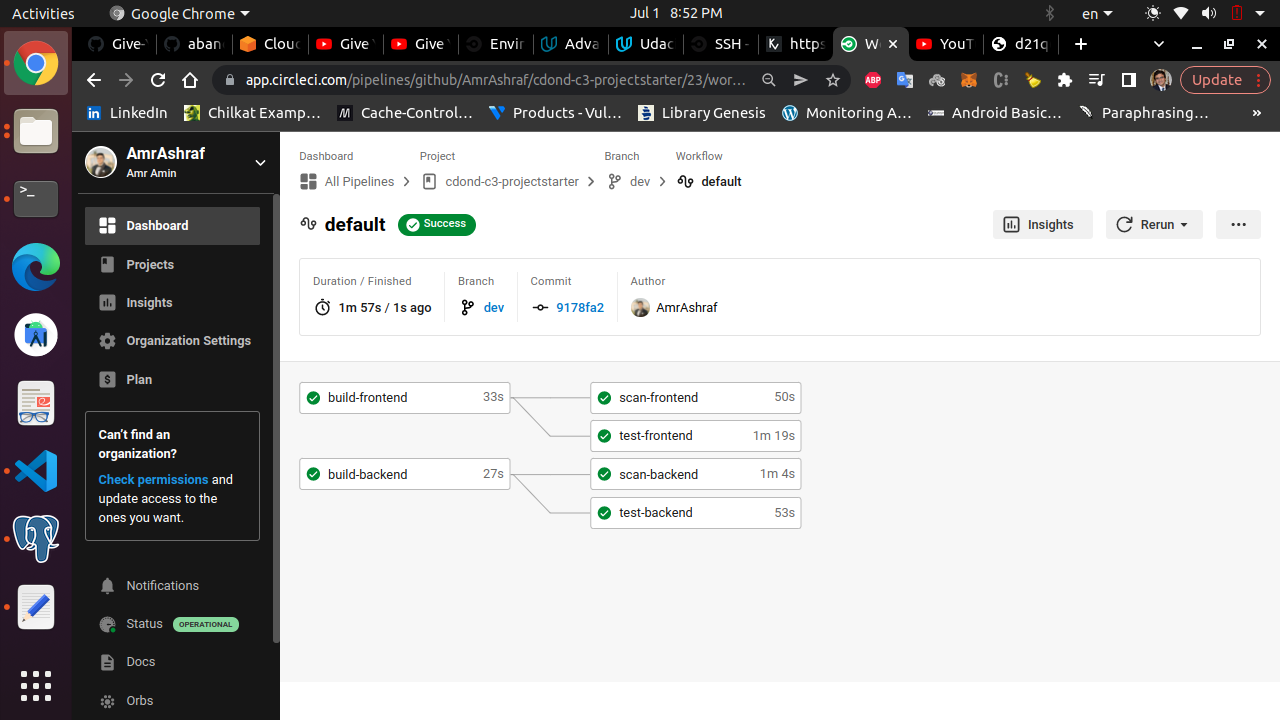 Activities
Google Chrome
Jul 1 8:52 PM
en
Give-
aban
Clou
Give
Give
Envir
Adva
Udac
SSH -
https
W
YouT
d21q
app.circleci.com/pipelines/github/AmrAshraf/cdond-c3-projectstarter/23/wor...
ABP
Update
LinkedIn
Chilkat Examp...
Cache-Control...
Products - Vul...
Library Genesis
Monitoring A...
Android Basic...
Paraphrasing...
»
AmrAshraf
Amr Amin
Dashboard
Projects
Insights
Organization Settings
Plan
Can't find an
organization?
Check permissions and
update access to the
ones you want.
Notifications
Status OPERATIONAL
Docs
Orbs
Dashboard Project Branch Workflow
All Pipelines cdond-c3-projectstarter dev default
default Success
Insights Rerun
Duration / Finished Branch Commit Author
1m 57s / 1s ago dev 9178fa2 AmrAshraf
build-frontend 33s
scan-frontend 50s
test-frontend 1m 19s
build-backend 27s
scan-backend 1m 4s
test-backend 53s